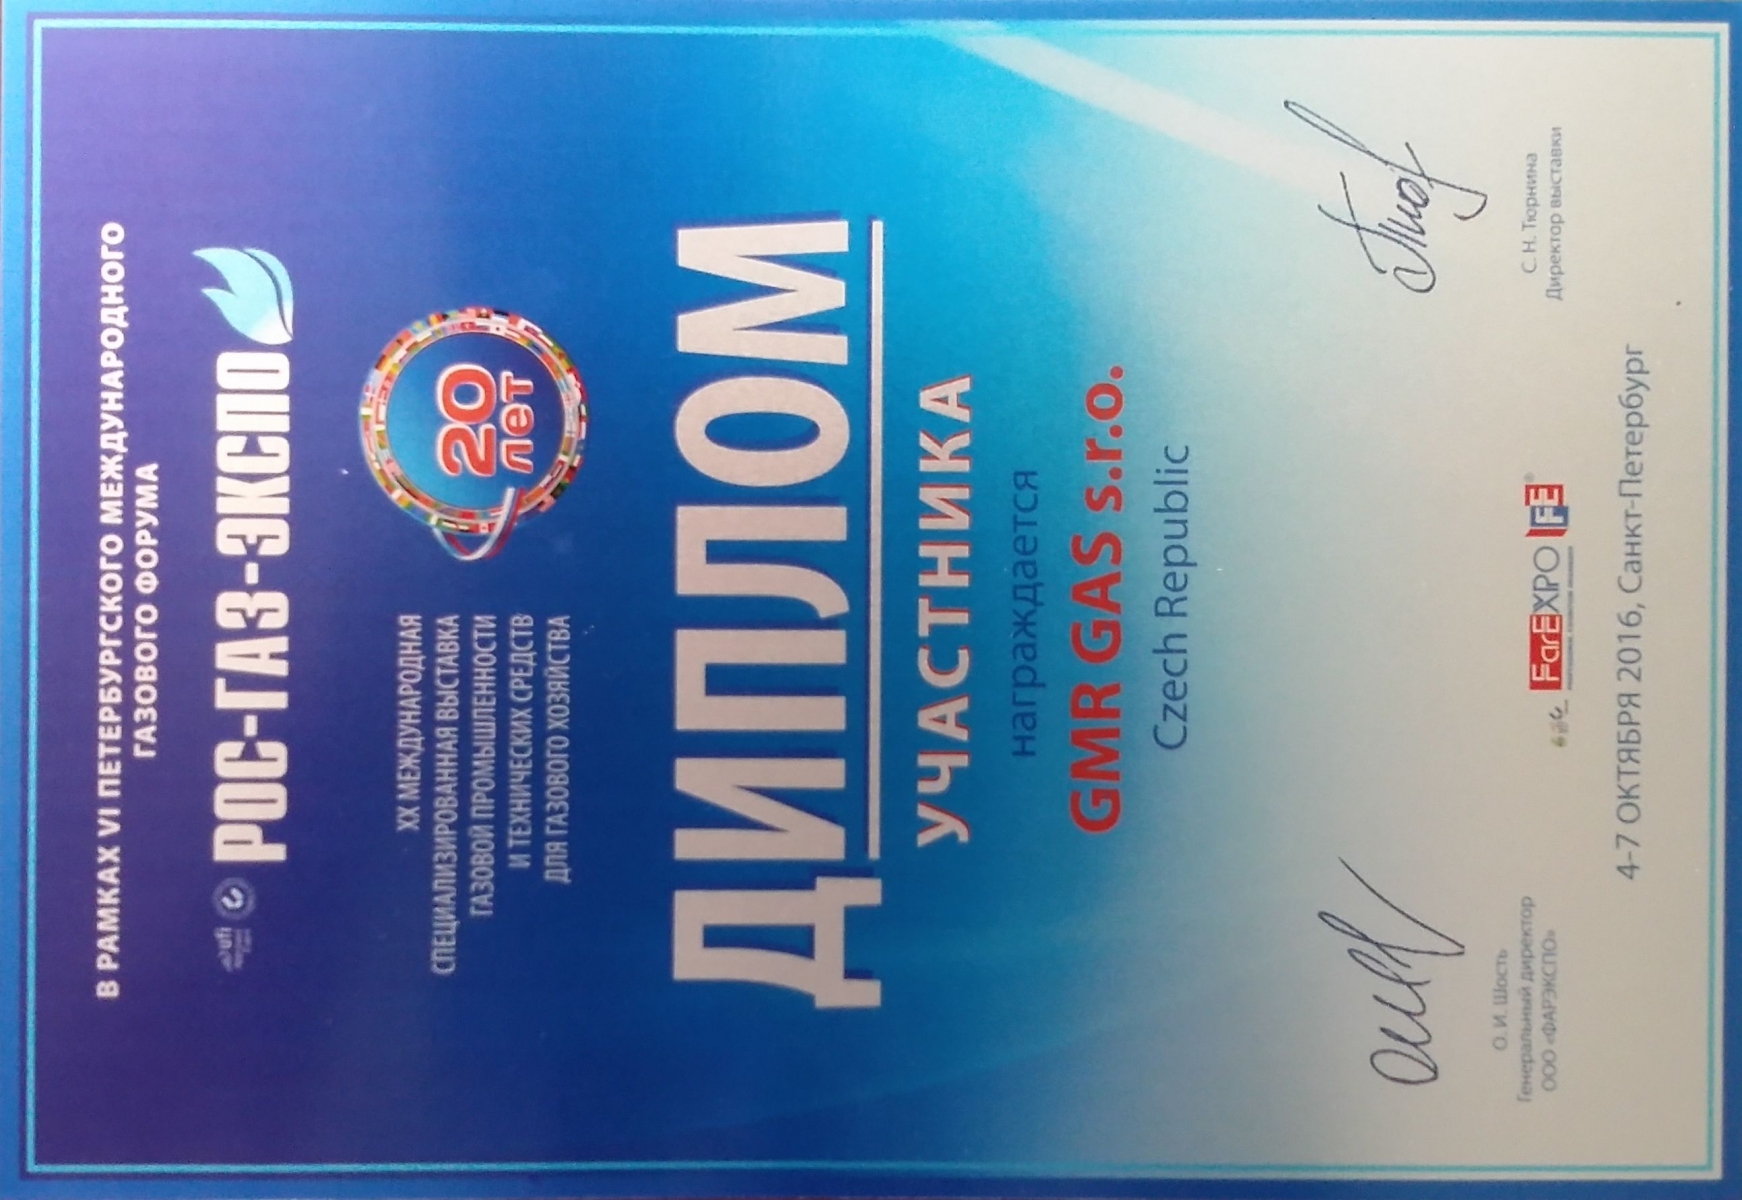 В РАМКАХ VI ПЕТЕРБУРГСКОГО МЕЖДУНАРОДНОГО
ГАЗОВОГО ФОРУМА
ufi
РОС-ГАЗ-ЭКСПО
XX МЕЖДУНАРОДНАЯ
СПЕЦИАЛИЗИРОВАННАЯ ВЫСТАВКА
ГАЗОВОЙ ПРОМЫШЛЕННОСТИ
И ТЕХНИЧЕСКИХ СРЕДСТВ
ДЛЯ ГАЗОВОГО ХОЗЯЙСТВА
20
лет
ДИПЛОМ
УЧАСТНИКА
награждается
GMR GAS s.r.o.
Czech Republic
О. И. Шость
Генеральный директор
ООО «ФАРЭКСПО»
FarEXPO IFE
С. Н. Тюрнина
Директор выставки
4-7 ОКТЯБРЯ 2016, Санкт-Петербург